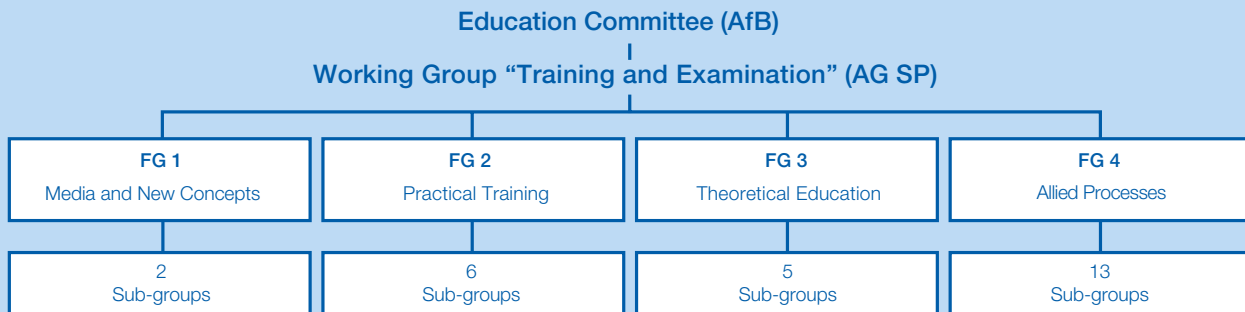 Education Committee (AfB)
Working Group “Training and Examination” (AG SP)
FG 1
Media and New Concepts
FG 2
Practical Training
FG 3
Theoretical Education
FG 4
Allied Processes
2
Sub-groups
6
Sub-groups
5
Sub-groups
13
Sub-groups